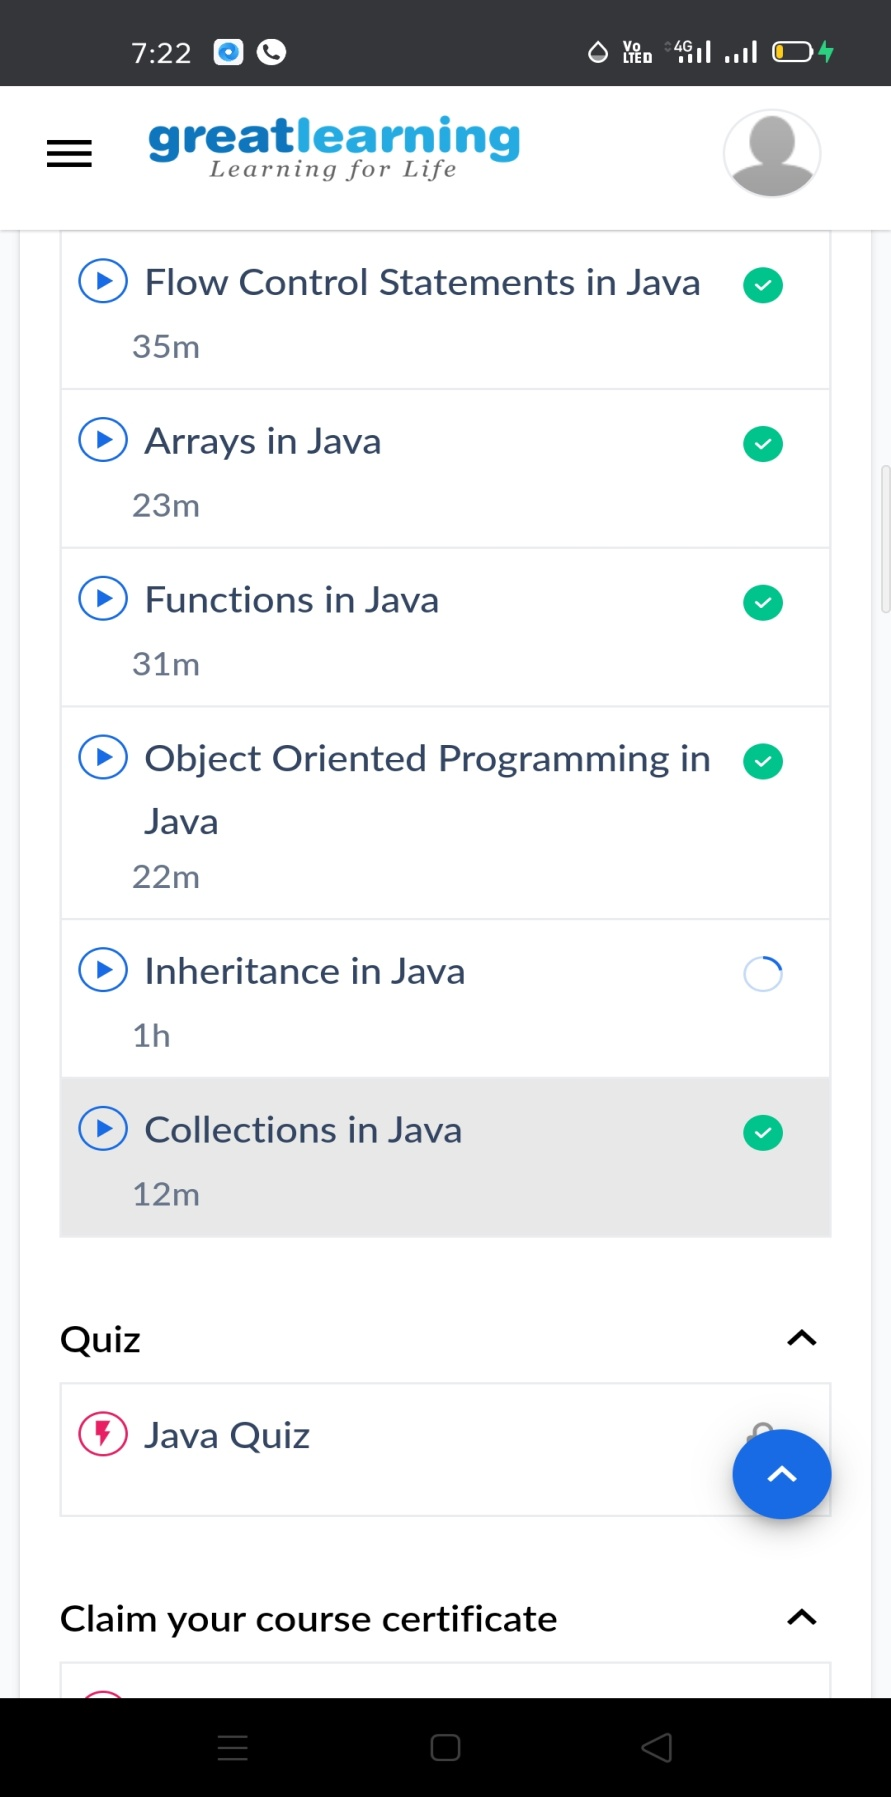 7:22
Vo
LTED
4G
greatlearning
Learning for Life
Flow Control Statements in Java
35m
Arrays in Java
23m
Functions in Java
31m
Object Oriented Programming in
Java
22m
Inheritance in Java
1h
Collections in Java
12m
Quiz
Java Quiz
Claim your course certificate